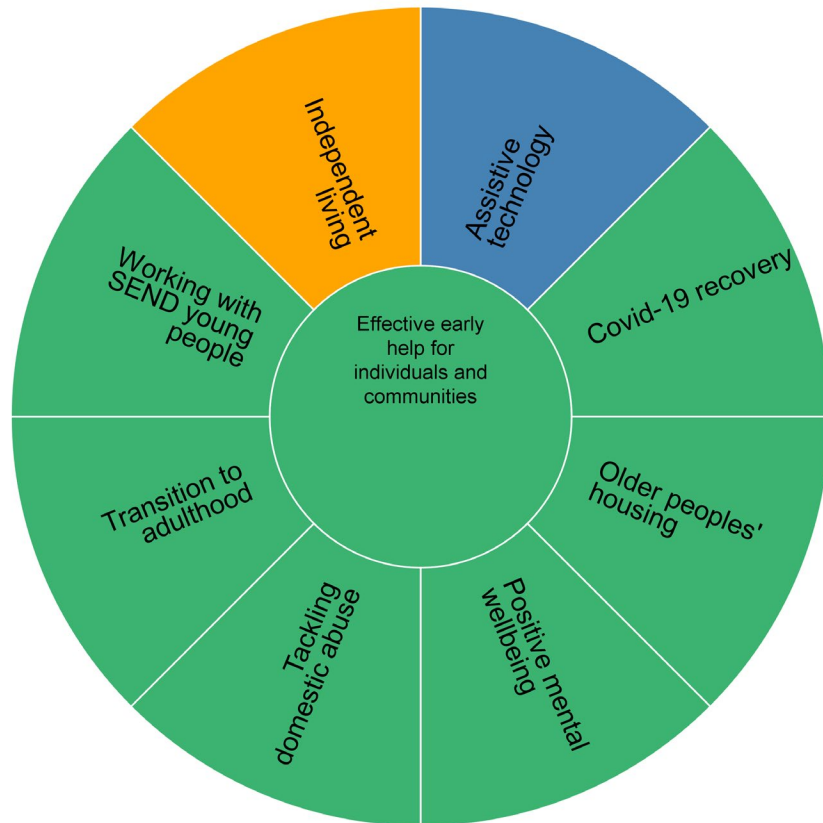 Effective early
help for
individuals and
communities
Assistive
technology
Covid-19 recovery
Older peoples'
housing
Positive mental
wellbeing
Tackling
domestic abuse
Transition to
adulthood
Working with
SEND young
people
Independent
living